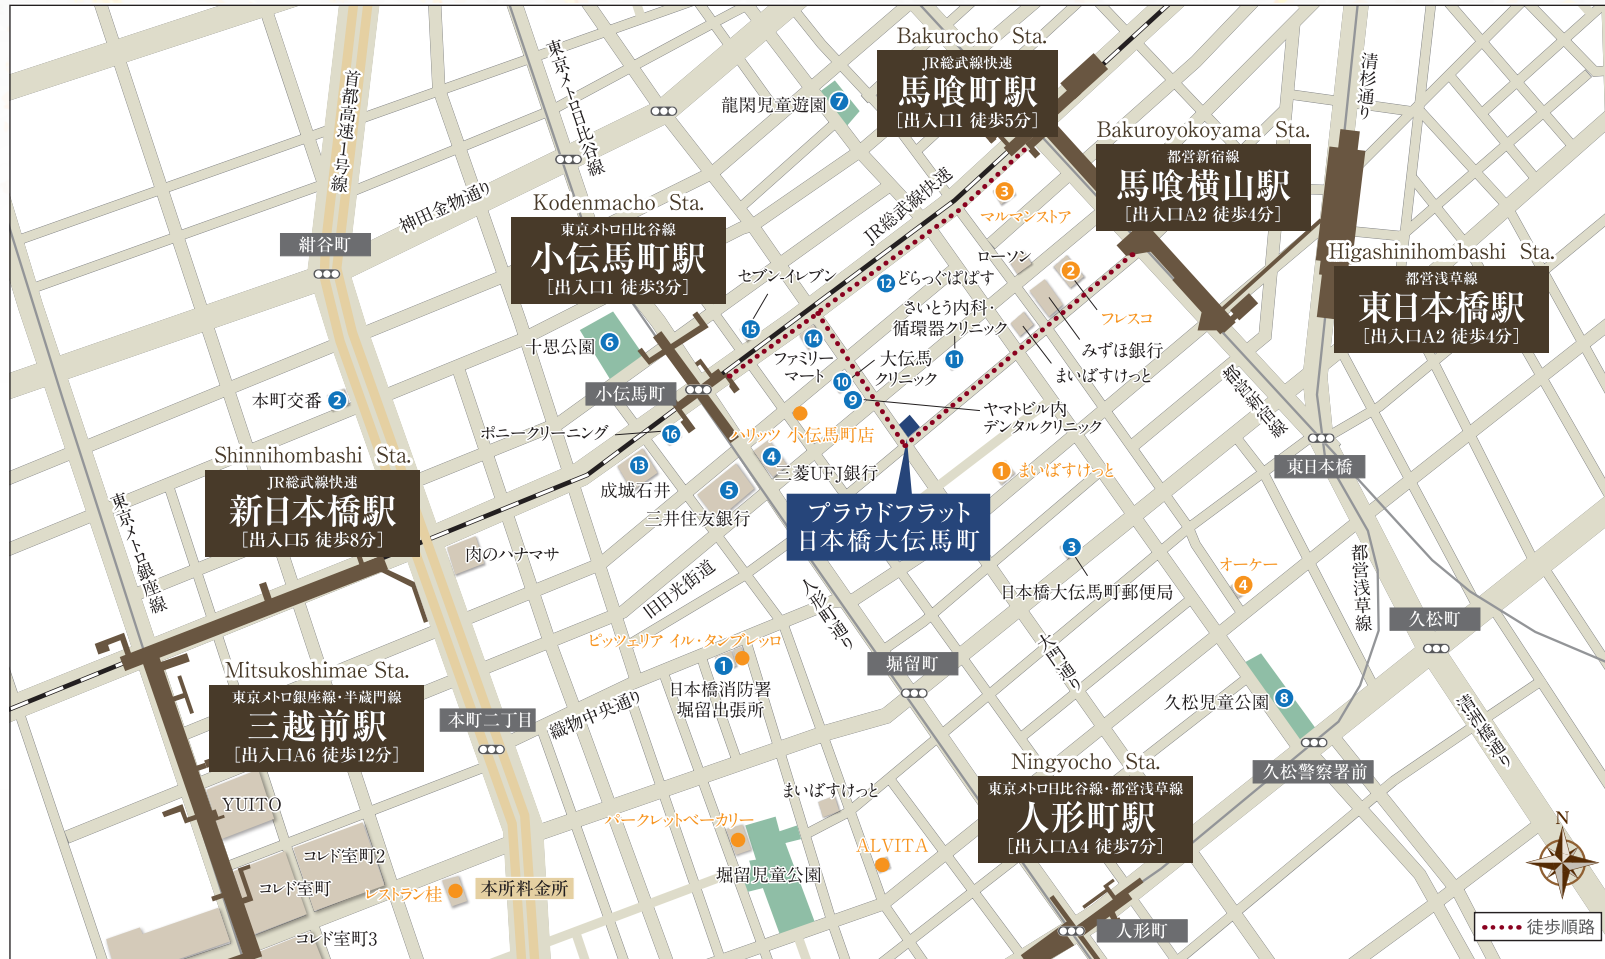 Bakurocho Sta.
JR総武線快速
馬喰町駅
［出入口1 徒歩5分］
Bakuroyokoyama Sta.
都営新宿線
馬喰横山駅
［出入口A2 徒歩4分］
清杉通り
首都高速1号線
東京メトロ日比谷線
龍閑児童遊園
7
神田金物通り
紺谷町
Kodenmacho Sta.
東京メトロ日比谷線
小伝馬町駅
［出入口1 徒歩3分］
JR総武線快速
3
マルマンストア
ローソン
2
フレスコ
Higashinihombashi Sta.
都営浅草線
東日本橋駅
［出入口A2 徒歩4分］
セブン-イレブン
15
12
どらっぐぱぱす
さいとう内科・
循環器クリニック
11
みずほ銀行
まいばすけっと
十思公園
6
14
ファミリー
マート
10
大伝馬
クリニック
9
ヤマトビル内
デンタルクリニック
都営新宿線
小伝馬町
本町交番
2
ポニークリーニング
16
ハリッツ 小伝馬町店
4
三菱UFJ銀行
13
成城石井
5
三井住友銀行
1
まいばすけっと
東日本橋
Shinnihombashi Sta.
JR総武線快速
新日本橋駅
［出入口5 徒歩8分］
東京メトロ銀座線
プラウドフラット
日本橋大伝馬町
肉のハナマサ
旧日光街道
人形町通り
3
日本橋大伝馬町郵便局
オーケー
4
都営浅草線
久松町
ピッツェリア イル・タンブレッロ
1
日本橋消防署
堀留出張所
堀留町
大門通り
久松児童公園
8
清洲橋通り
Mitsukoshimae Sta.
東京メトロ銀座線・半蔵門線
三越前駅
［出入口A6 徒歩12分］
本町二丁目
織物中央通り
久松警察署前
Ningyocho Sta.
東京メトロ日比谷線・都営浅草線
人形町駅
［出入口A4 徒歩7分］
YUITO
まいばすけっと
パークレットベーカリー
ALVITA
堀留児童公園
コレド室町2
コレド室町
レストラン桂
本所料金所
コレド室町3
人形町
N
徒歩順路